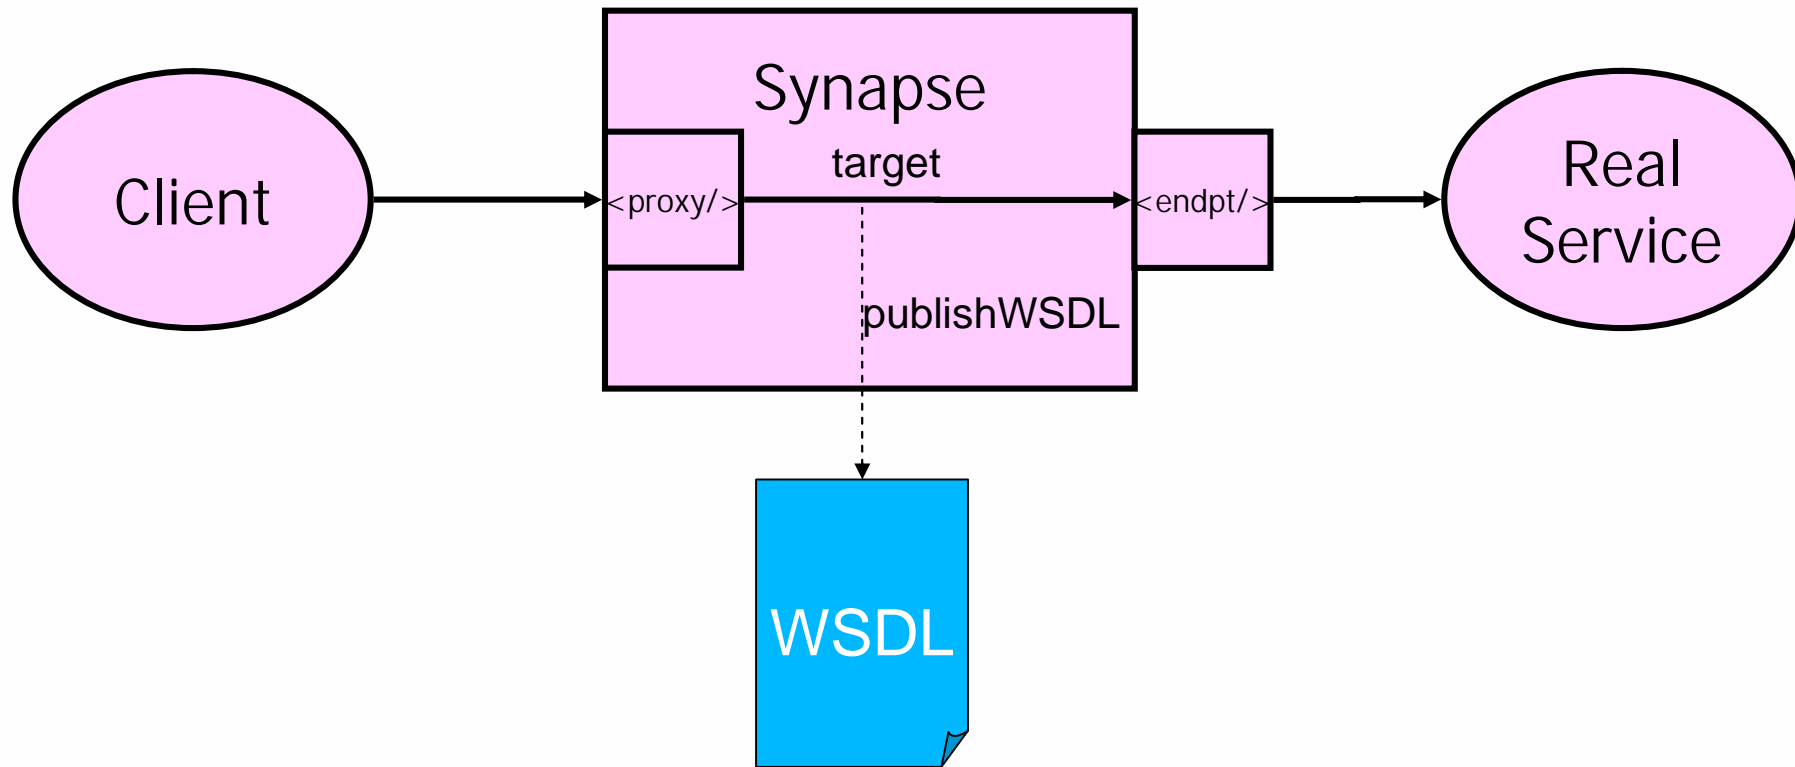 Synapse
Client
<proxy/>
target
<endpt/>
Real
Service
publishWSDL
WSDL